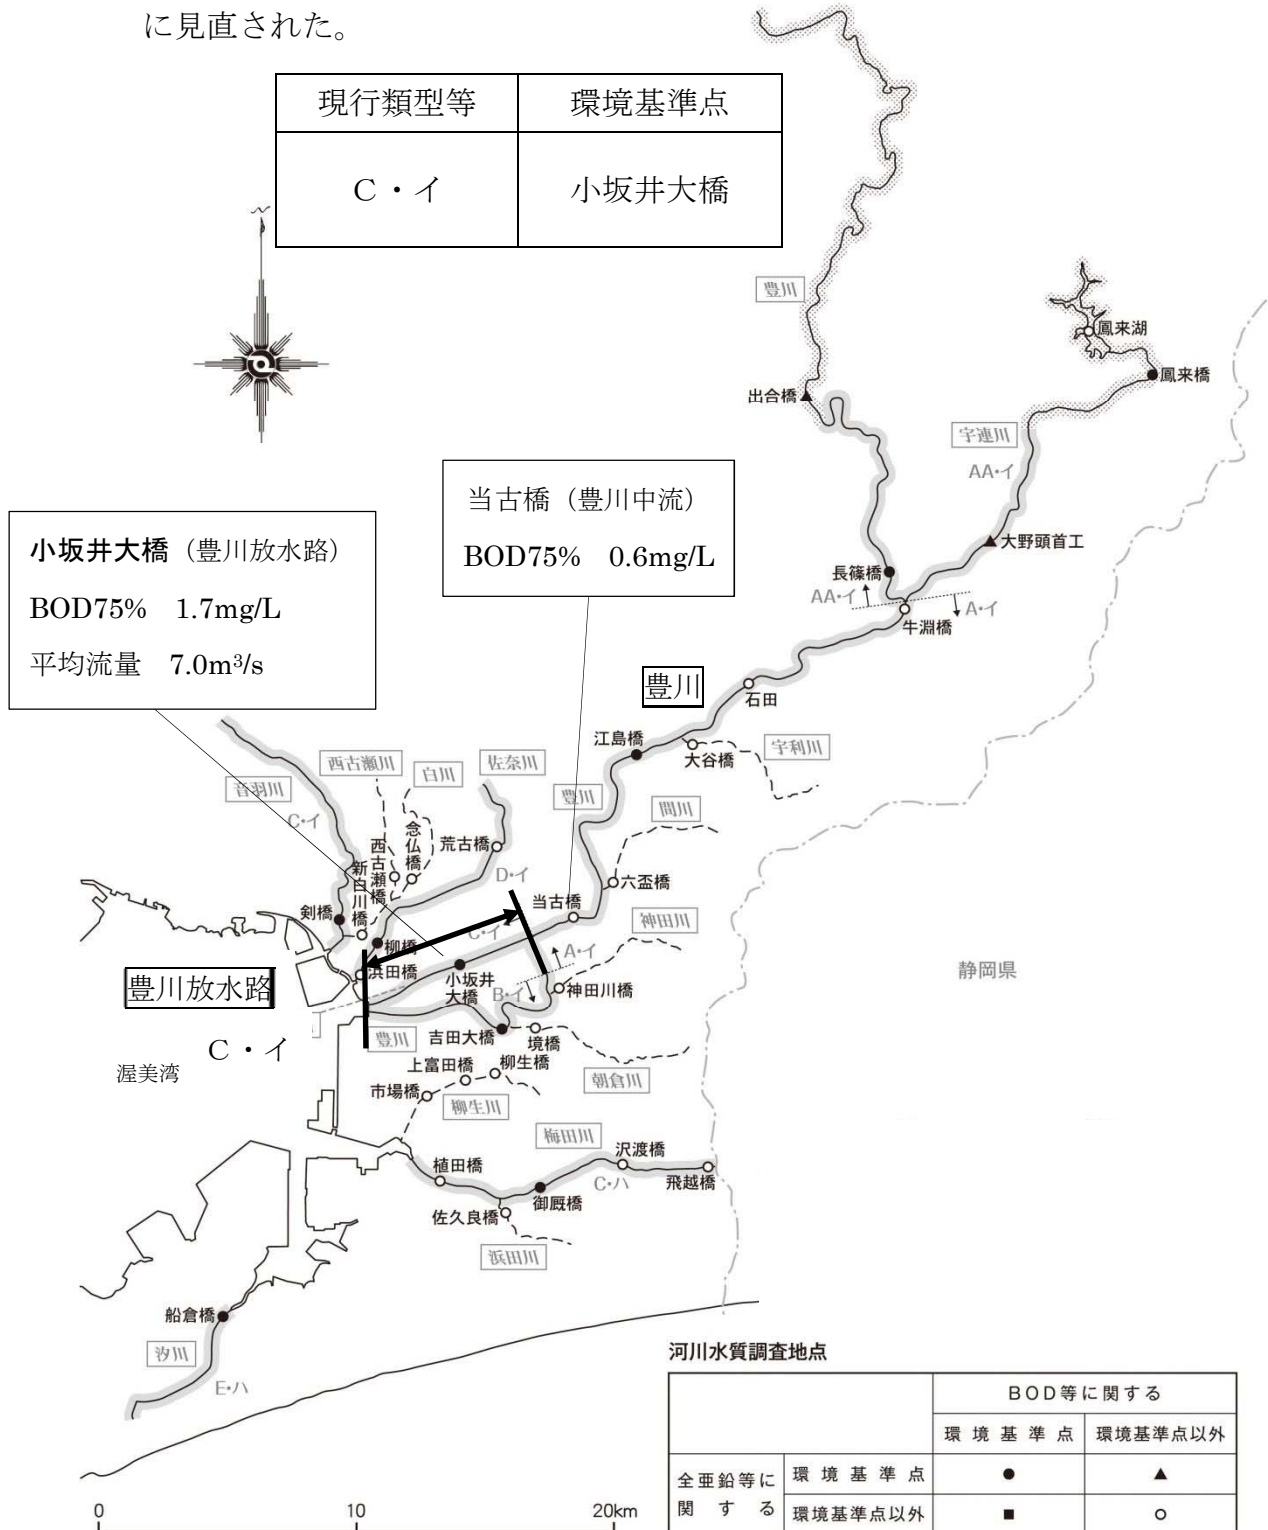 に見直された。
現行類型等 環境基準点
C・イ 小坂井大橋
豊川
鳳来湖
鳳来橋
出合橋
宇連川
AA・イ
当古橋（豊川中流）
BOD75% 0.6mg/L
小坂井大橋（豊川放水路）
BOD75% 1.7mg/L
平均流量 7.0m³/s
大野頭首工
長篠橋
AA・イ
A・イ
牛淵橋
豊川
石田
江島橋
大谷橋
宇利川
西古瀬川
白川
佐奈川
音羽川
C・イ
豊川
間川
念仏橋
西古瀬橋
新白川橋
荒古橋
D・イ
六盃橋
当古橋
神田川
剣橋
柳橋
C・イ
A・イ
浜田橋
小坂井
大橋
B・イ
神田川橋
静岡県
豊川放水路
C・イ
豊川
吉田大橋
境橋
渥美湾
上富田橋
柳生橋
朝倉川
市場橋
柳生川
梅田川
沢渡橋
植田橋
C・ハ
飛越橋
御厩橋
佐久良橋
浜田川
船倉橋
汐川
E・ハ
河川水質調査地点
BOD等に関する
環境基準点 環境基準点以外
全亜鉛等に
関する
環境基準点 ● ▲
環境基準点以外 ■ ○
0 10 20km